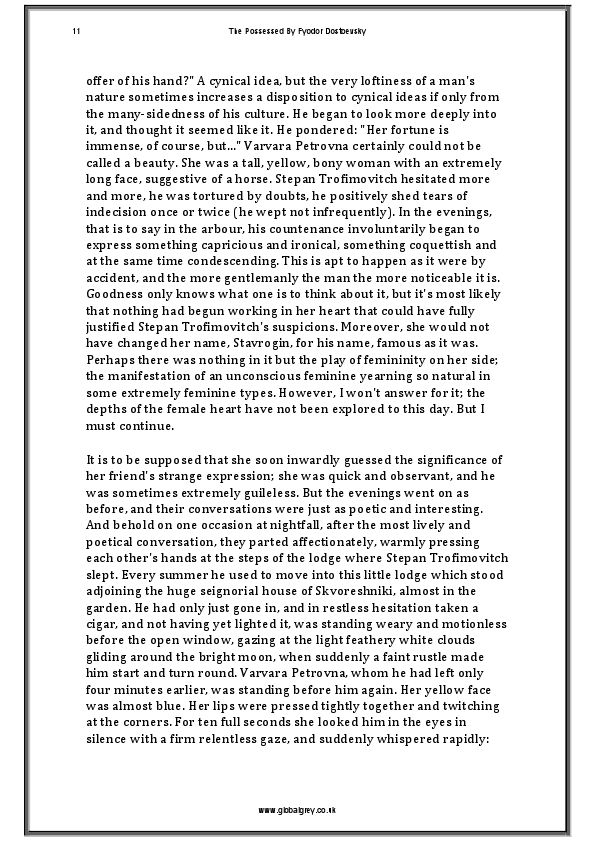 11
The Possessed By Fyodor Dostoevsky
offer of his hand?" A cynical idea, but the very loftiness of a man's
nature sometimes increases a disposition to cynical ideas if only from
the many-sidedness of his culture. He began to look more deeply into
it, and thought it seemed like it. He pondered: "Her fortune is
immense, of course, but..." Varvara Petrovna certainly could not be
called a beauty. She was a tall, yellow, bony woman with an extremely
long face, suggestive of a horse. Stepan Trofimovitch hesitated more
and more, he was tortured by doubts, he positively shed tears of
indecision once or twice (he wept not infrequently). In the evenings,
that is to say in the arbour, his countenance involuntarily began to
express something capricious and ironical, something coquettish and
at the same time condescending. This is apt to happen as it were by
accident, and the more gentlemanly the man the more noticeable it is.
Goodness only knows what one is to think about it, but it's most likely
that nothing had begun working in her heart that could have fully
justified Stepan Trofimovitch's suspicions. Moreover, she would not
have changed her name, Stavrogin, for his name, famous as it was.
Perhaps there was nothing in it but the play of femininity on her side;
the manifestation of an unconscious feminine yearning so natural in
some extremely feminine types. However, I won't answer for it; the
depths of the female heart have not been explored to this day. But I
must continue.
It is to be supposed that she soon inwardly guessed the significance of
her friend's strange expression; she was quick and observant, and he
was sometimes extremely guileless. But the evenings went on as
before, and their conversations were just as poetic and interesting.
And behold on one occasion at nightfall, after the most lively and
poetical conversation, they parted affectionately, warmly pressing
each other's hands at the steps of the lodge where Stepan Trofimovitch
slept. Every summer he used to move into this little lodge which stood
adjoining the huge seignorial house of Skvoreshniki, almost in the
garden. He had only just gone in, and in restless hesitation taken a
cigar, and not having yet lighted it, was standing weary and motionless
before the open window, gazing at the light feathery white clouds
gliding around the bright moon, when suddenly a faint rustle made
him start and turn round. Varvara Petrovna, whom he had left only
four minutes earlier, was standing before him again. Her yellow face
was almost blue. Her lips were pressed tightly together and twitching
at the corners. For ten full seconds she looked him in the eyes in
silence with a firm relentless gaze, and suddenly whispered rapidly:
www.globalgrey.co.uk